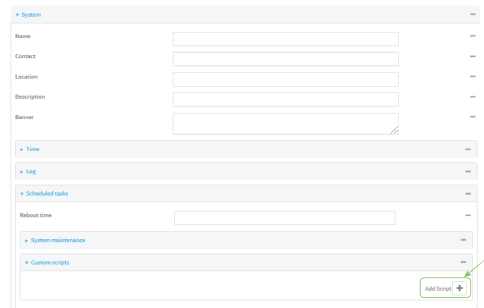 System
Name
Contact
Location
Description
Banner
Time
Log
Scheduled tasks
Reboot time
System maintenance
Custom scripts
Add Script